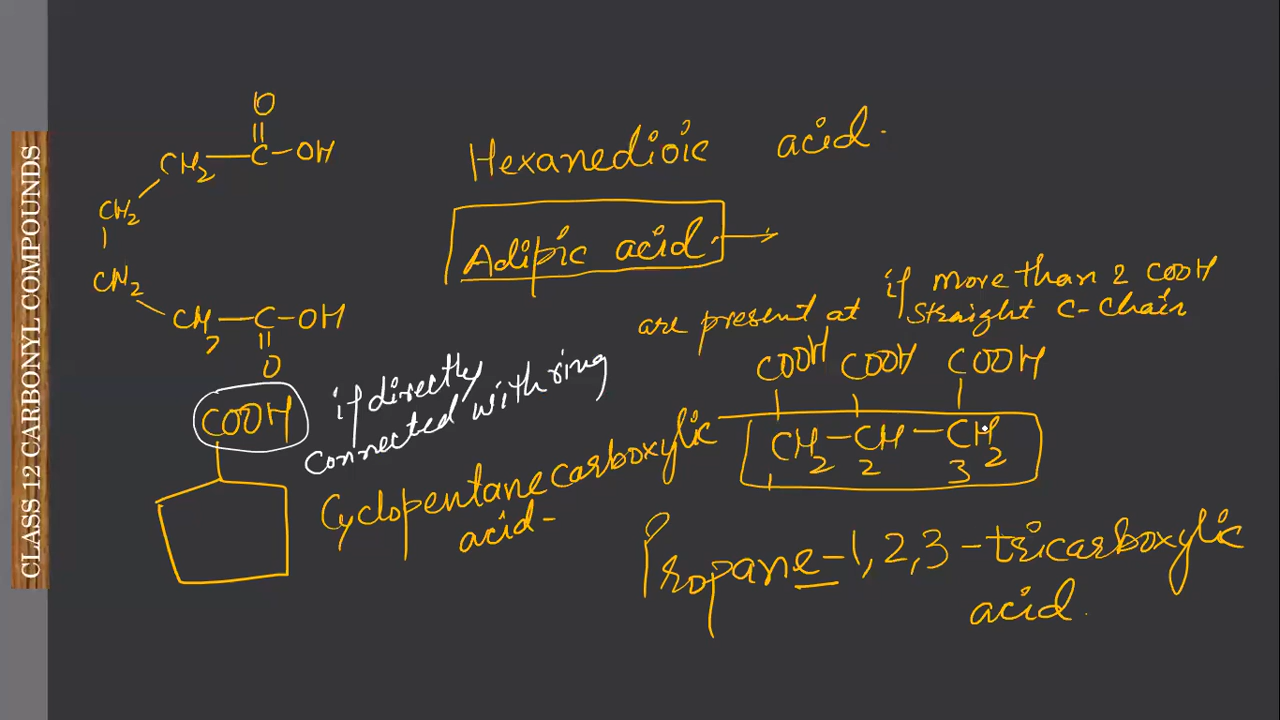 CLASS 12 CARBONYL COMPOUNDS
O
CH2 – C – OH
CH2
CH2
CH2 – C – OH
O
Hexanedioic acid.
Adipic acid. →
if more than 2 COOH
are present at straight C-chain
COOH COOH COOH
CH2 – CH – CH2
1 2 3
Propane-1,2,3-tricarboxylic
acid.
COOH
if directly
connected with ring
Cyclopentanecarboxylic
acid-